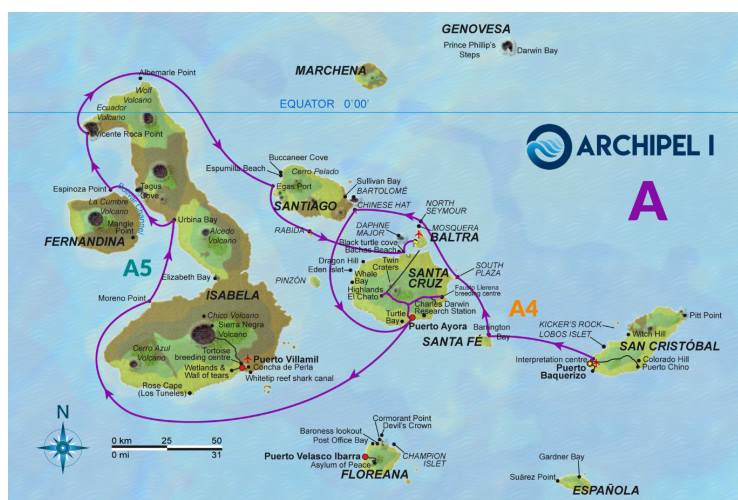 GENOVESA
Prince Phillip's
Steps
Darwin Bay
MARCHENA
Albemarle Point
Wolf
Volcano
Ecuador
Volcano
EQUATOR 0°00'
Vicente Roca Point
ARCHIPEL I
A
Buccaneer Cove
Espumilla Beach
Cerro Pelado
Sullivan Bay
BARTOLOMÉ
Egas Port
CHINESE HAT
SANTIAGO
Espinoza Point
Tagus
Cove
Bolivar Channel
La Cumbre
Volcano
Mangle
Point
FERNANDINA
Urbina Bay
Alcedo
Volcano
RABIDA
NORTH
SEYMOUR
DAPHNE
MAJOR
MOSQUERA
BALTRA
Black turtle cove
Bachas Beach
A5
Elizabeth Bay
ISABELA
Moreno Point
PINZÓN
Dragon Hill
Eden Islet
Whale
Bay
Twin
Craters
SANTA
CRUZ
SOUTH
PLAZA
Highlands
El Chato
Fausto Llerena
breeding centre
Charles Darwin
Research Station
Turtle
Bay
Puerto Ayora
A4
SANTA FÉ
Barrington
Bay
KICKER'S ROCK
LOBOS ISLET
Witch Hill
Pitt Point
SAN CRISTÓBAL
Interpretation centre
Puerto
Baquerizo
Colorado Hill
Puerto Chino
Chico Volcano
Sierra Negra
Volcano
Cerro Azul
Volcano
Tortoise
breeding centre
Puerto Villamil
Wetlands &
Wall of tears
Concha de Perla
Whitetip reef shark canal
Rose Cape
(Los Tuneles)
N
0 km 25 50
0 mi 31
Cormorant Point
Devil's Crown
Baroness lookout
Post Office Bay
Puerto Velasco Ibarra
CHAMPION
ISLET
Asylum of Peace
FLOREANA
Gardner Bay
Suárez Point
ESPAÑOLA